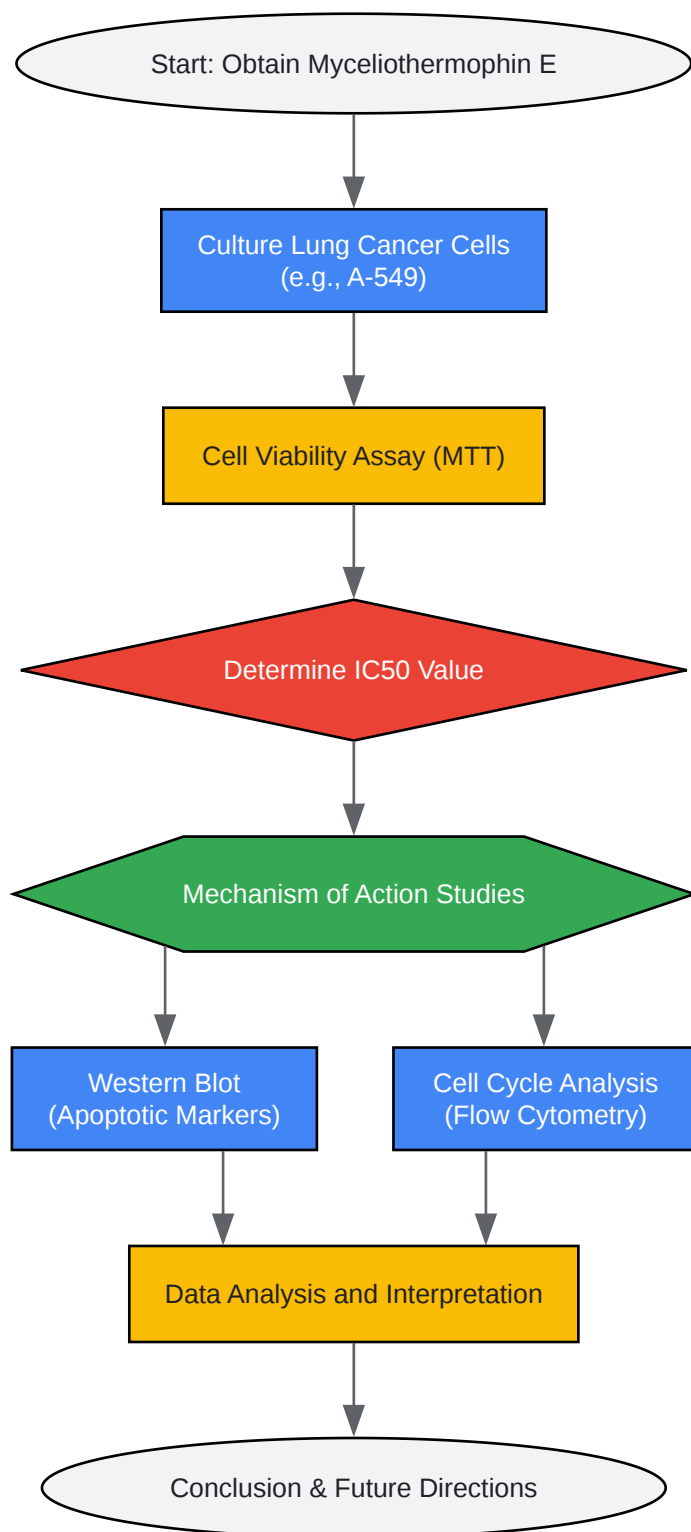 Start: Obtain Myceliothermophin E
Culture Lung Cancer Cells
(e.g., A-549)
Cell Viability Assay (MTT)
Determine IC50 Value
Mechanism of Action Studies
Western Blot
(Apoptotic Markers)
Cell Cycle Analysis
(Flow Cytometry)
Data Analysis and Interpretation
Conclusion & Future Directions